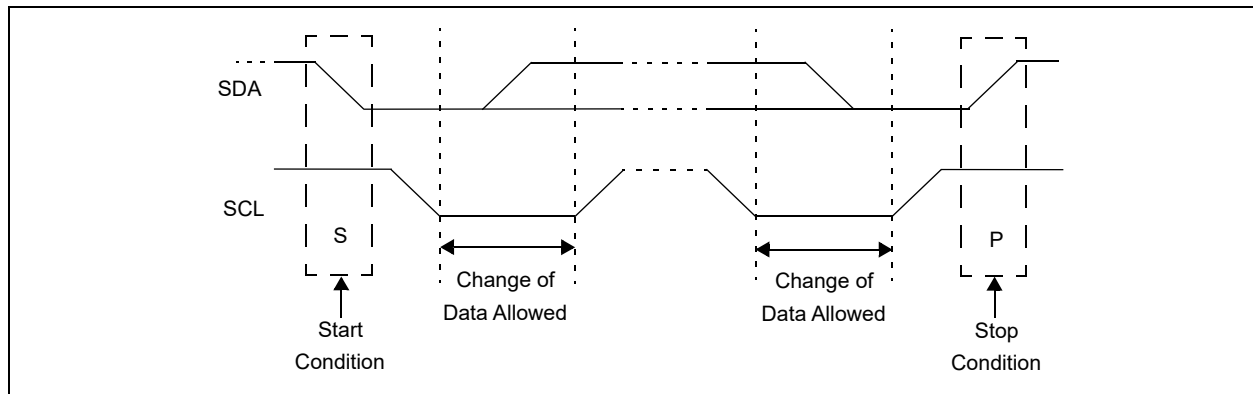 SDA
SCL
S
P
Change of
Data Allowed
Change of
Data Allowed
Start
Condition
Stop
Condition